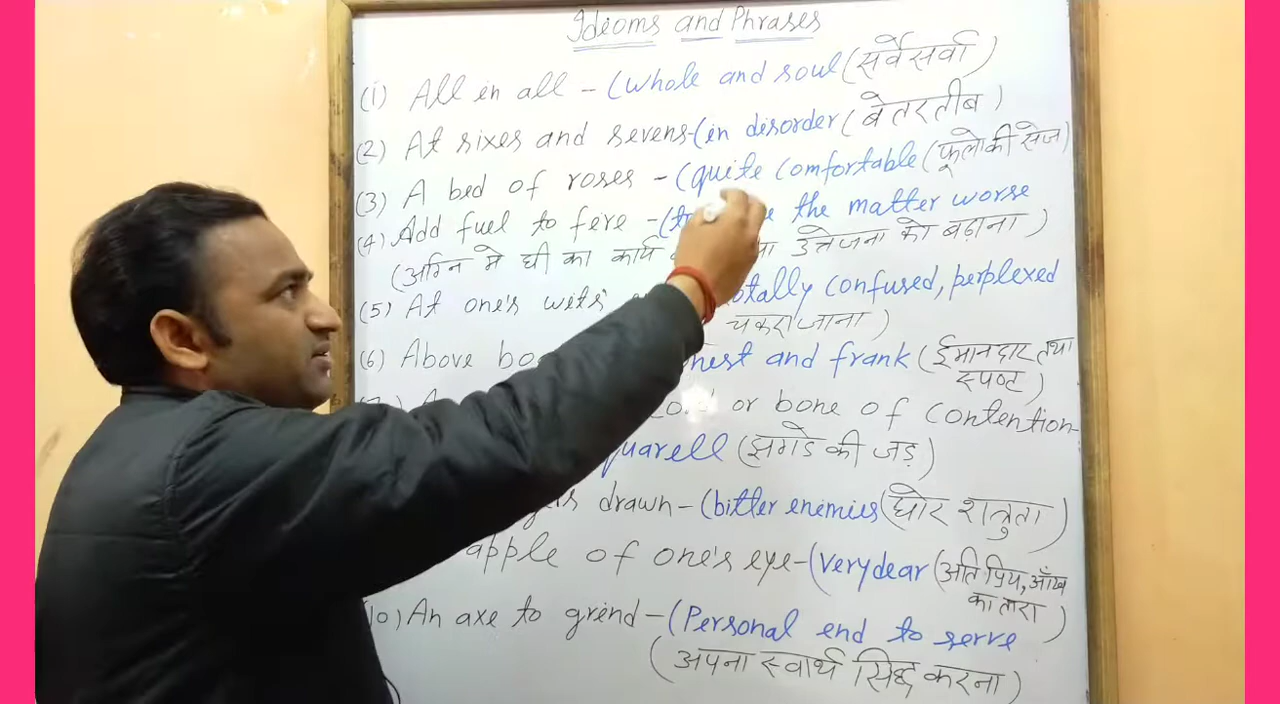 Idioms and Phrases
(1) All in all - (whole and soul (सर्वेसर्वा)
(2) At sixes and sevens-(in disorder (बेतरतीब)
(3) A bed of roses - (quite comfortable (फूलो की सेज)
(4) Add fuel to fire - (to the matter worse
(अग्नि मे घी का कार्य उत्तेजना को बढ़ाना)
(5) At one's wits' totally confused, perplexed
चकरा जाना)
(6) Above honest and frank (ईमानदार तथा
स्पष्ट)
or bone of contention-
quarell (झगडे की जड़)
drawn - (bitter enemies (घोर शत्रुता)
apple of one's eye-(very dear (अति प्रिय, आँख
का तारा)
(10) An axe to grind - (Personal end to serve
(अपना स्वार्थ सिद्ध करना)